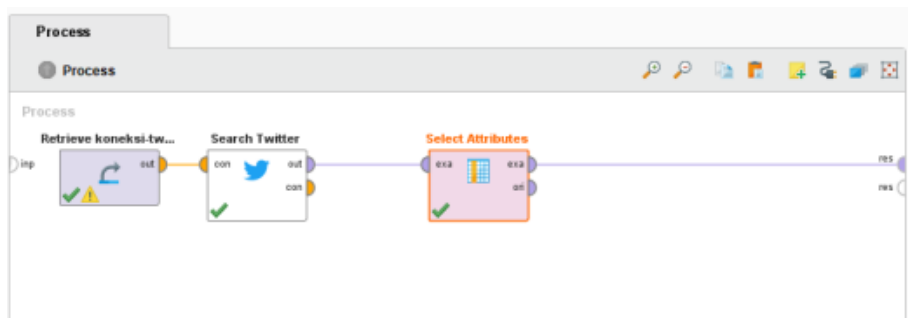 Process
Process
Process
Retrieve koneksi-tw...
Search Twitter
Select Attributes
inp
out
con
out
con
exa
exa
ori
res
res